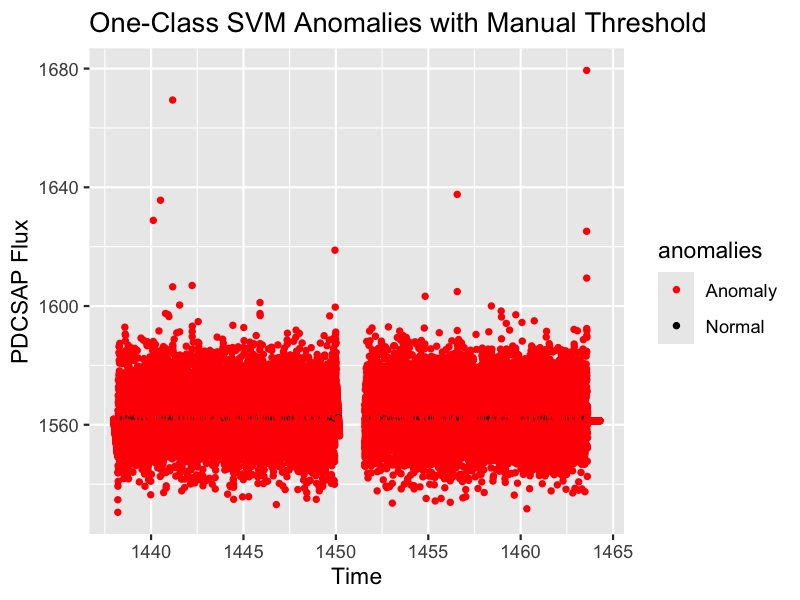 One-Class SVM Anomalies with Manual Threshold
1680
1640
1600
1560
PDCSAP Flux
1440
1445
1450
1455
1460
1465
Time
anomalies
Anomaly
Normal